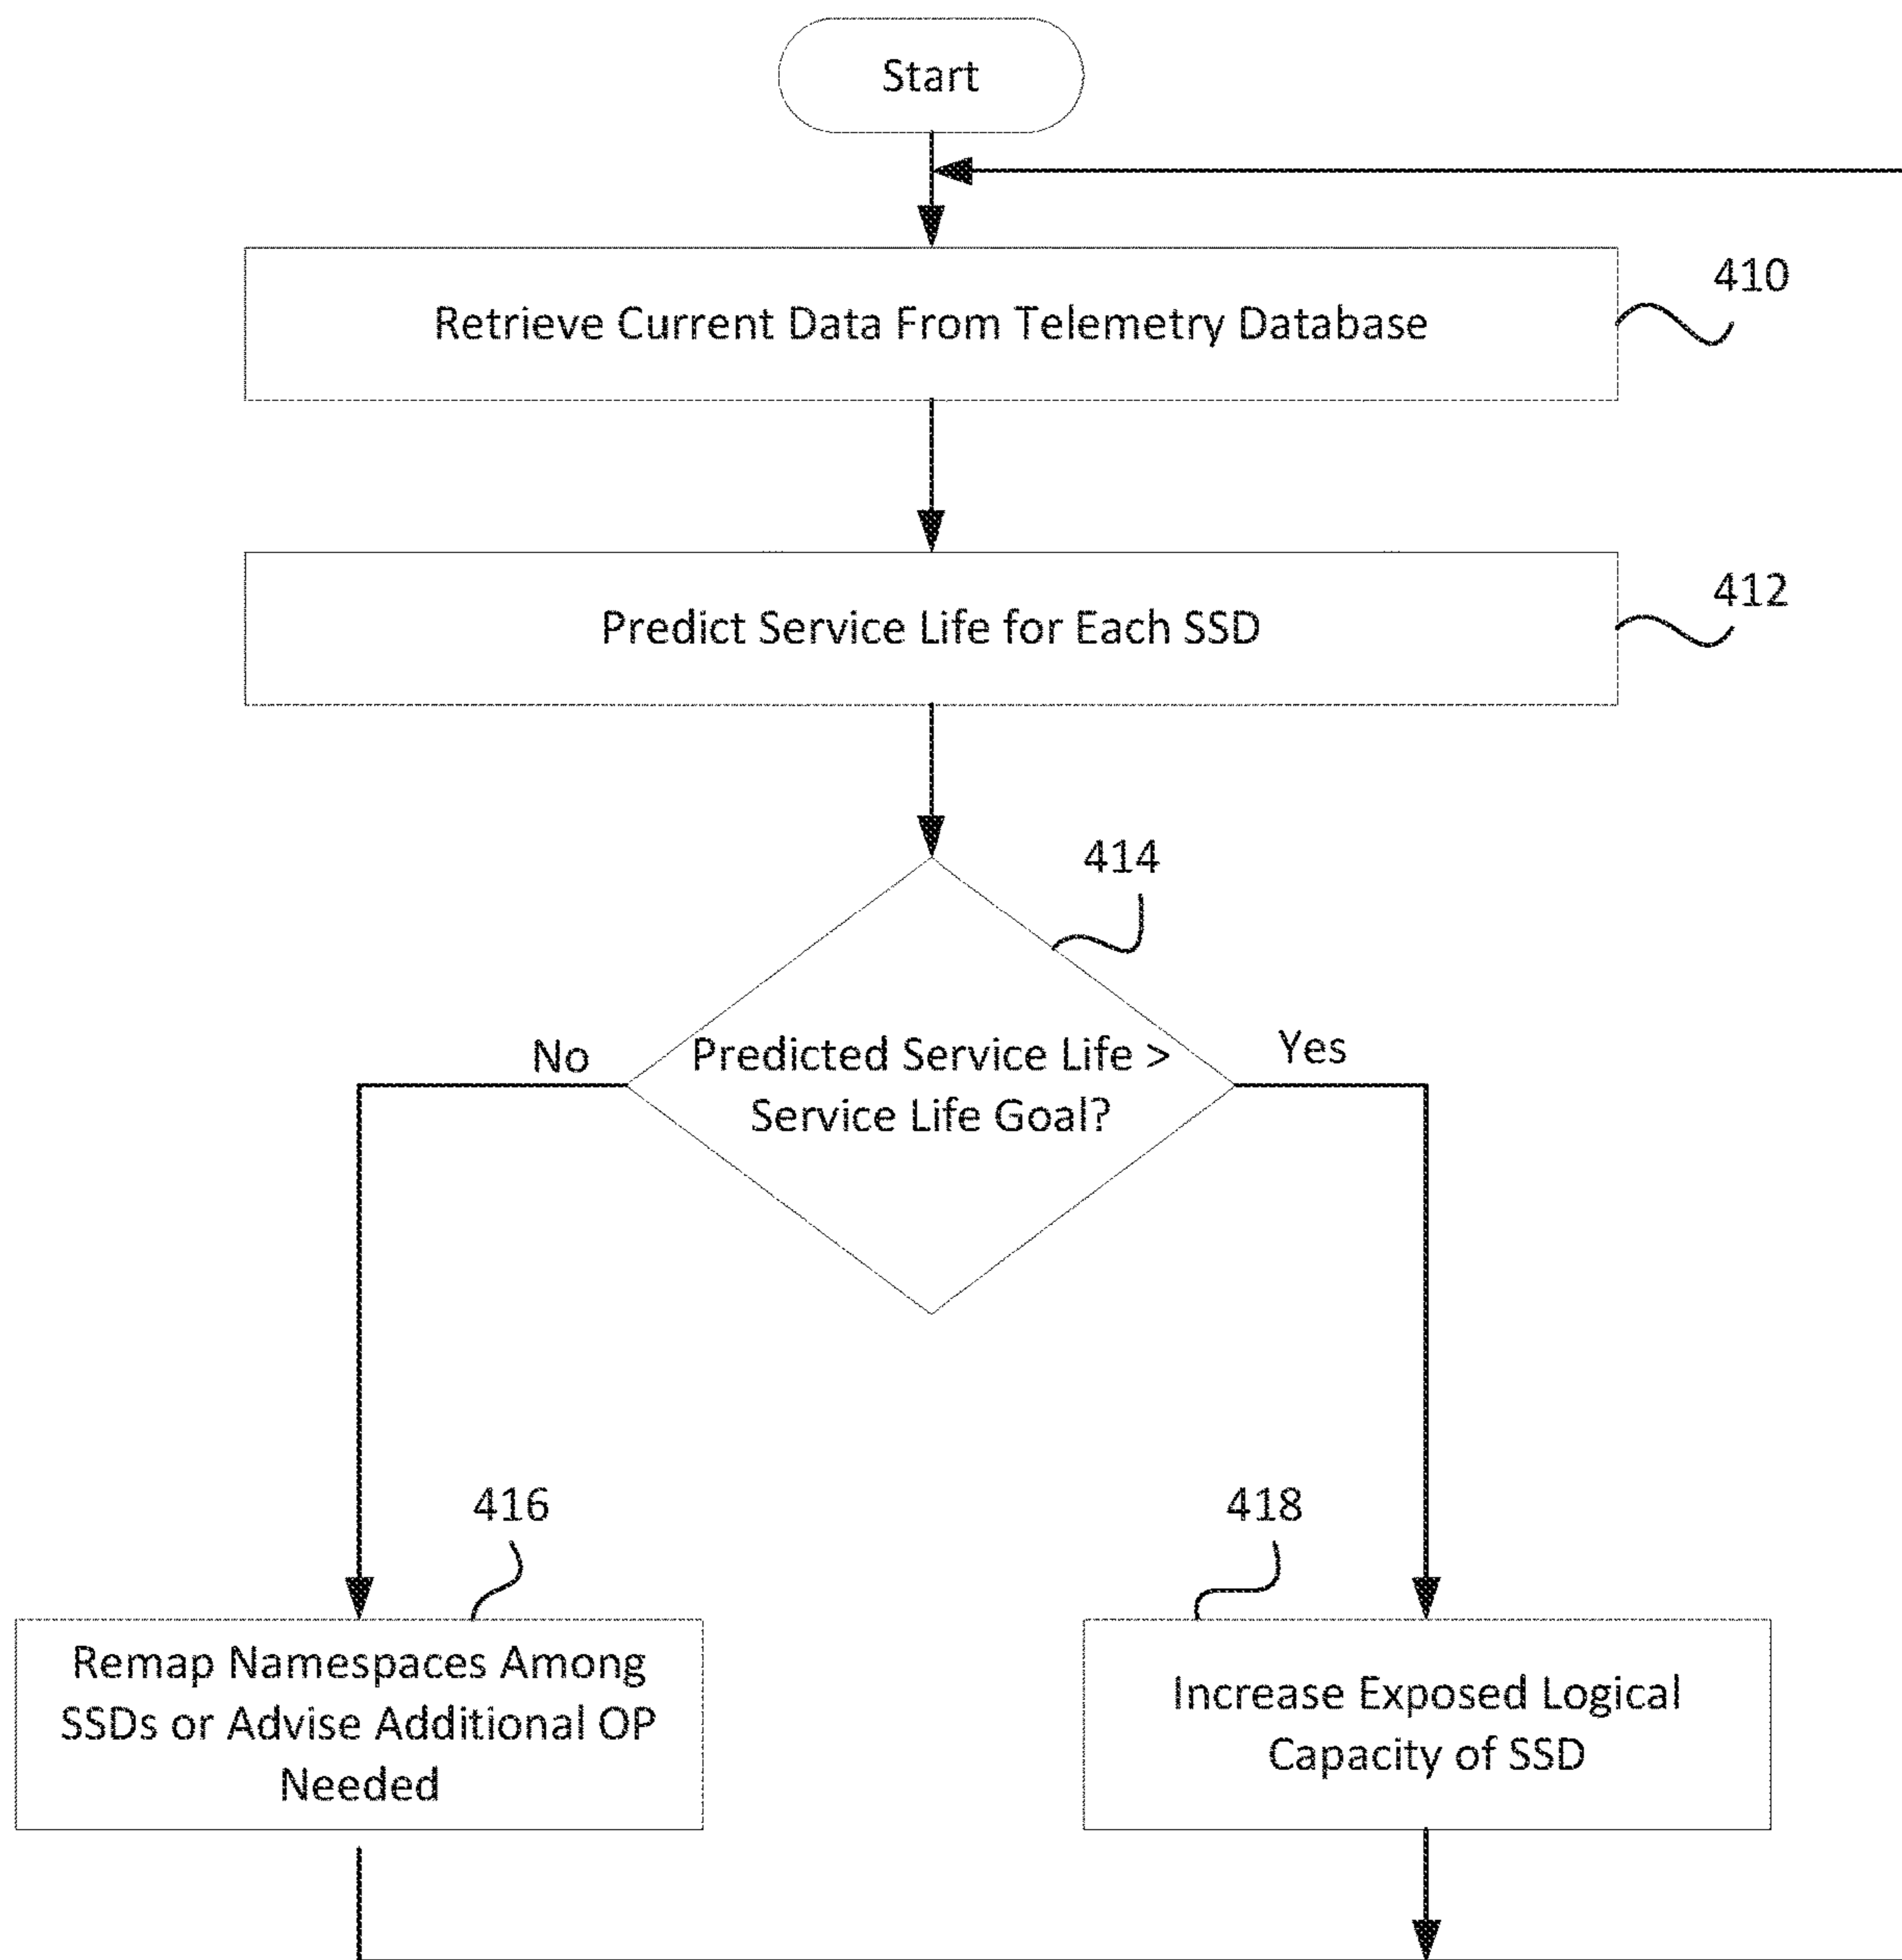 Start
Retrieve Current Data From Telemetry Database
410
Predict Service Life for Each SSD
412
414
No
Predicted Service Life >
Service Life Goal?
Yes
416
Remap Namespaces Among
SSDs or Advise Additional OP
Needed
418
Increase Exposed Logical
Capacity of SSD